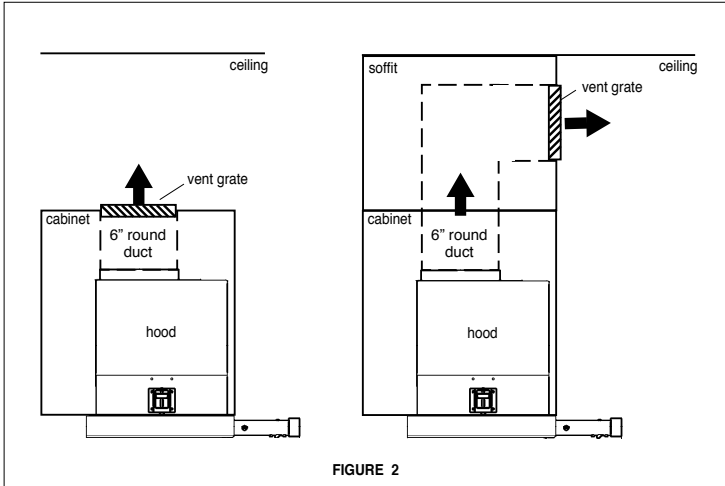 ceiling
vent grate
cabinet
6” round
duct
hood
soffit
ceiling
vent grate
cabinet
6” round
duct
hood
FIGURE 2